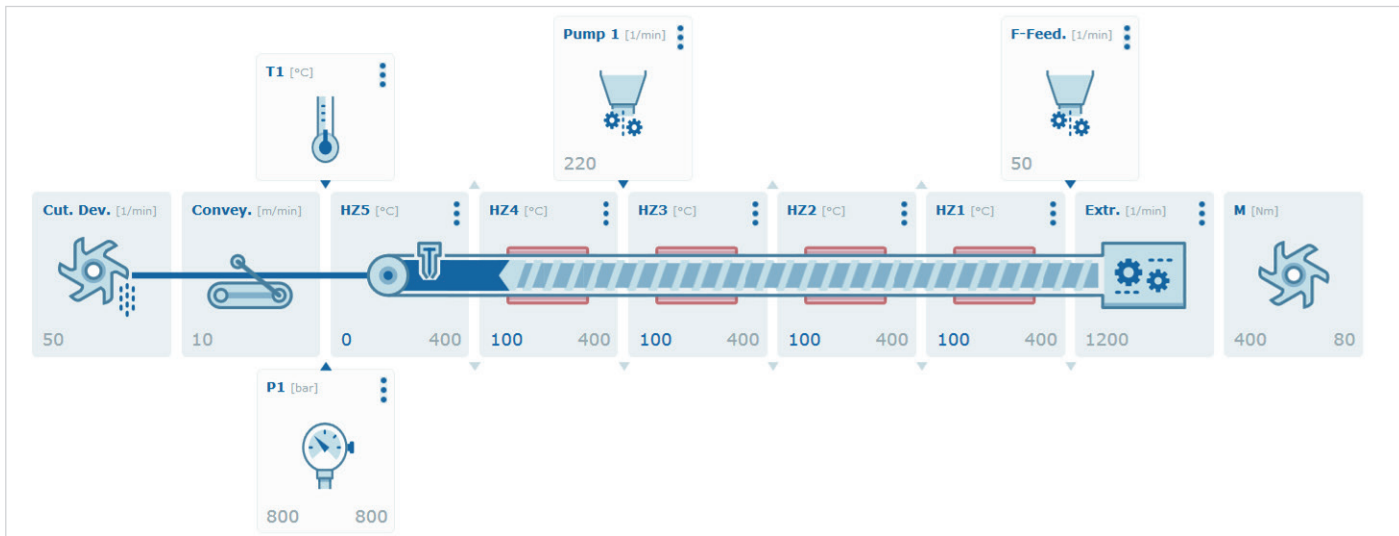 Pump 1 [1/min]
220
F-Feed. [1/min]
50
T1 [°C]
Cut. Dev. [1/min]
50
Convey. [m/min]
10
HZ5 [°C]
0 400
HZ4 [°C]
100 400
HZ3 [°C]
100 400
HZ2 [°C]
100 400
HZ1 [°C]
100 400
Extr. [1/min]
1200
M [Nm]
400 80
P1 [bar]
800 800